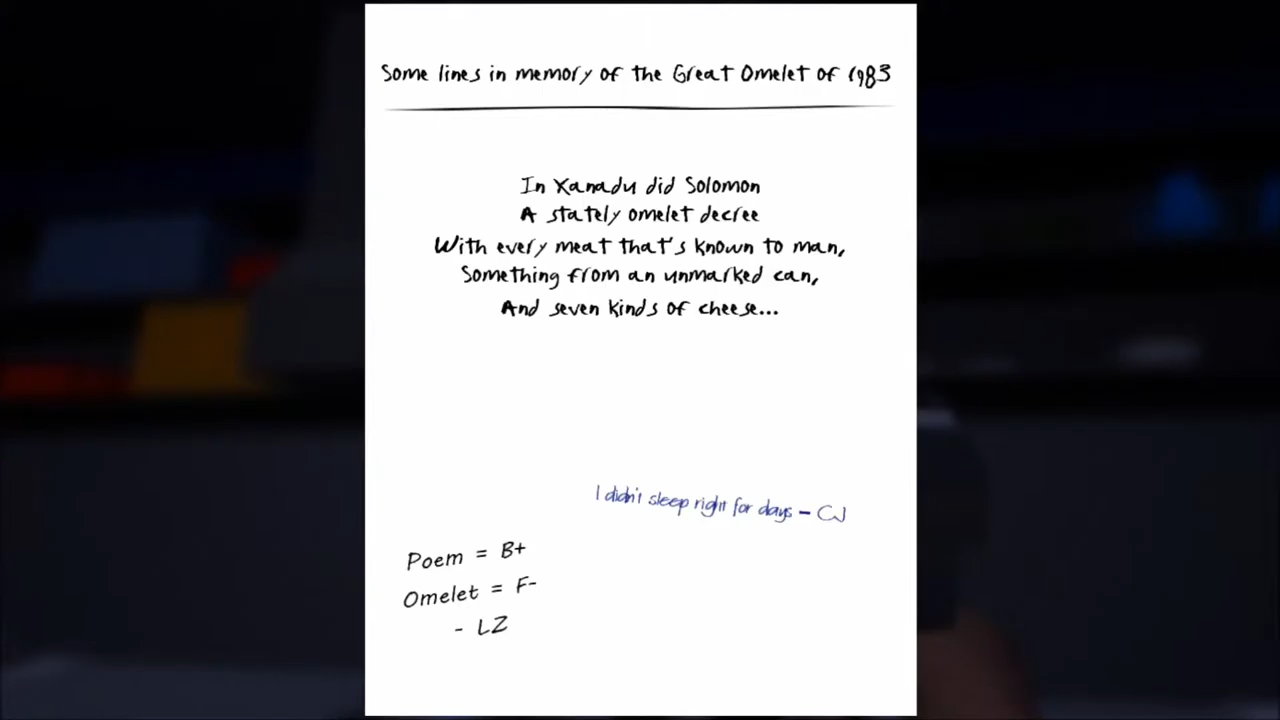 Some lines in memory of the Great Omelet of 1983
In Xanadu did Solomon
A stately omelet decree
With every meat that's known to man,
Something from an unmarked can,
And seven kinds of cheese...
I didn't sleep right for days - CJ
Poem = B+
Omelet = F-
- LZ